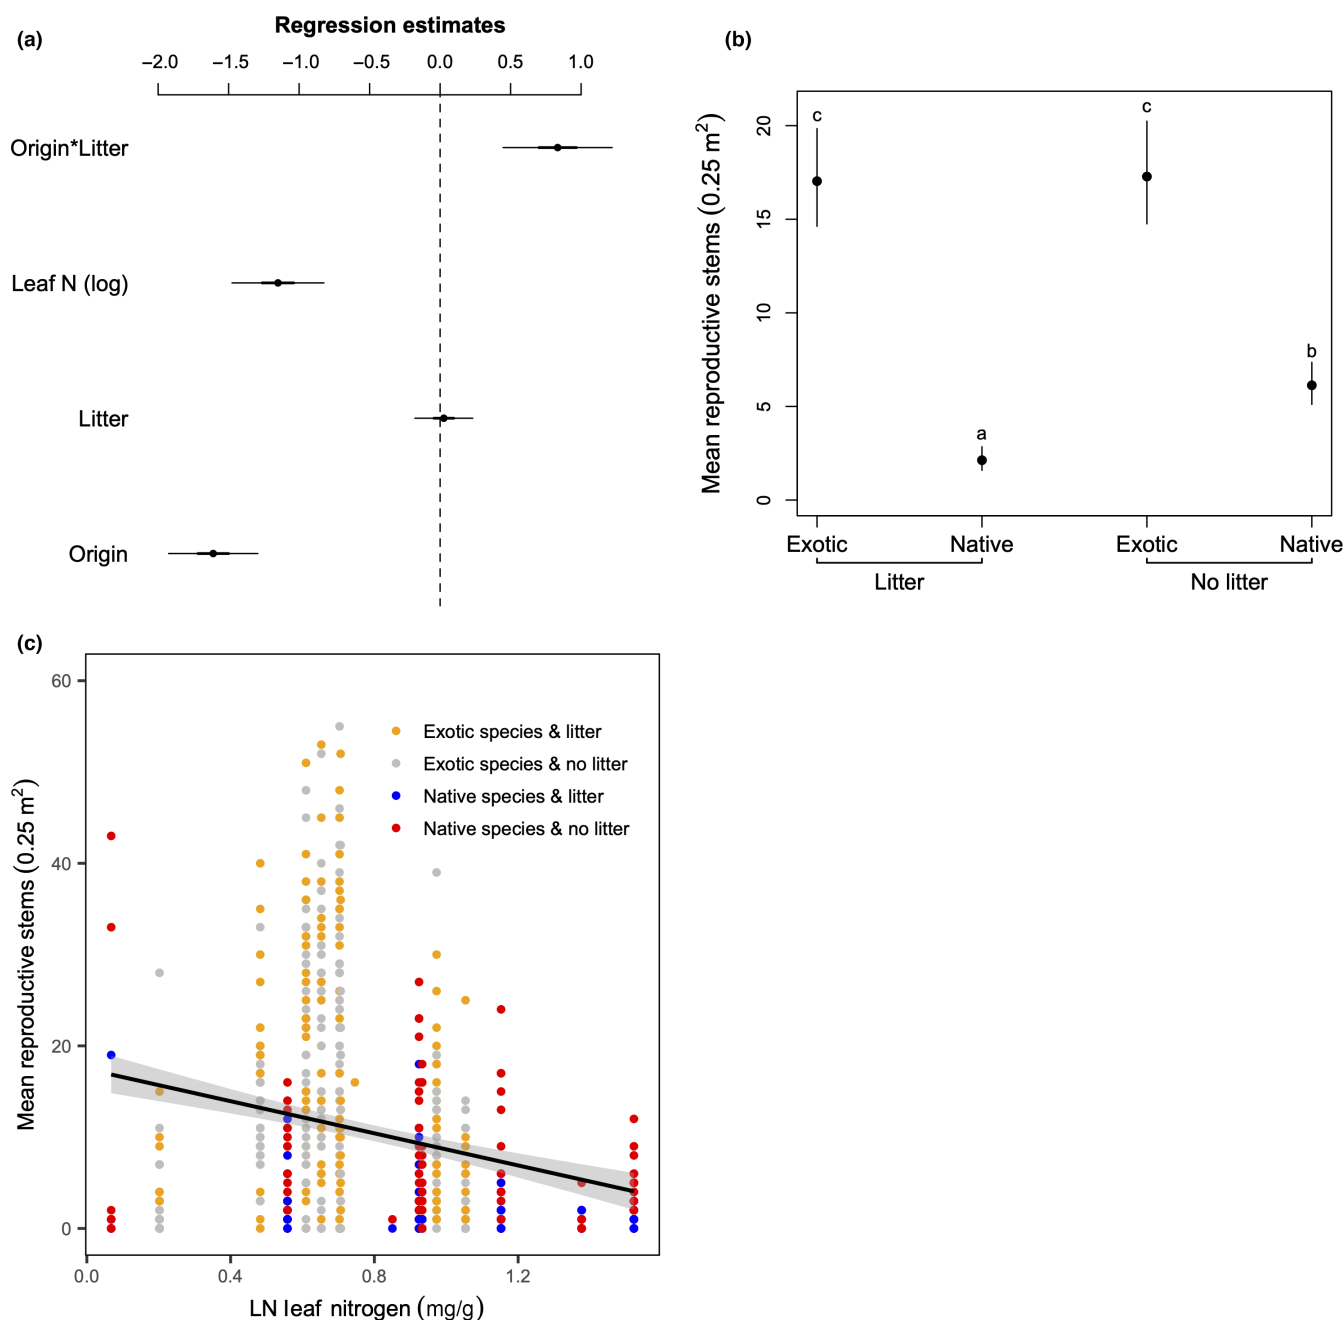 (a)
Regression estimates
−2.0 −1.5 −1.0 −0.5 0.0 0.5 1.0
Origin*Litter
Leaf N (log)
Litter
Origin
(b)
Mean reproductive stems (0.25 m²)
20
15
10
5
0
c
a
c
b
Exotic Native Exotic Native
Litter No litter
(c)
Mean reproductive stems (0.25 m²)
60
40
20
0
Exotic species & litter
Exotic species & no litter
Native species & litter
Native species & no litter
0.0 0.4 0.8 1.2
LN leaf nitrogen (mg/g)